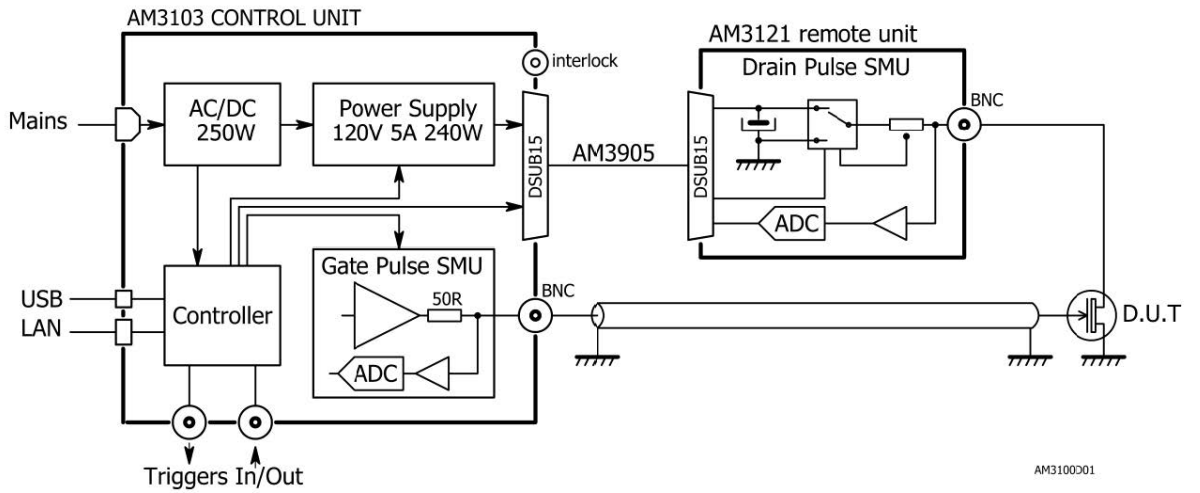 AM3103 CONTROL UNIT
interlock
AM3121 remote unit
Drain Pulse SMU
BNC
Mains
AC/DC
250W
Power Supply
120V 5A 240W
DSUB15
AM3905
DSUB15
ADC
Gate Pulse SMU
50R
ADC
BNC
USB
LAN
Controller
D.U.T
Triggers In/Out
AM3100D01